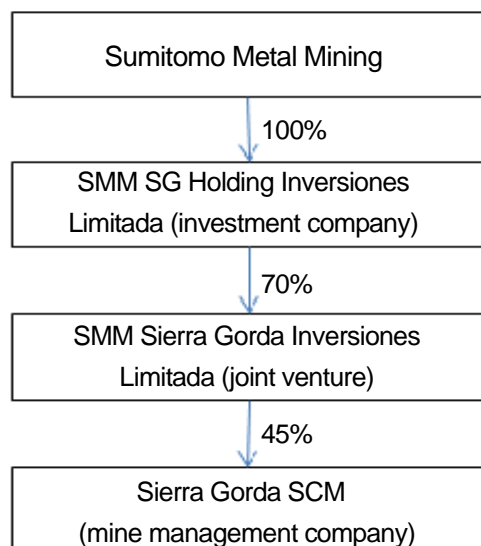 Sumitomo Metal Mining
100%
SMM SG Holding Inversiones
Limitada (investment company)
70%
SMM Sierra Gorda Inversiones
Limitada (joint venture)
45%
Sierra Gorda SCM
(mine management company)